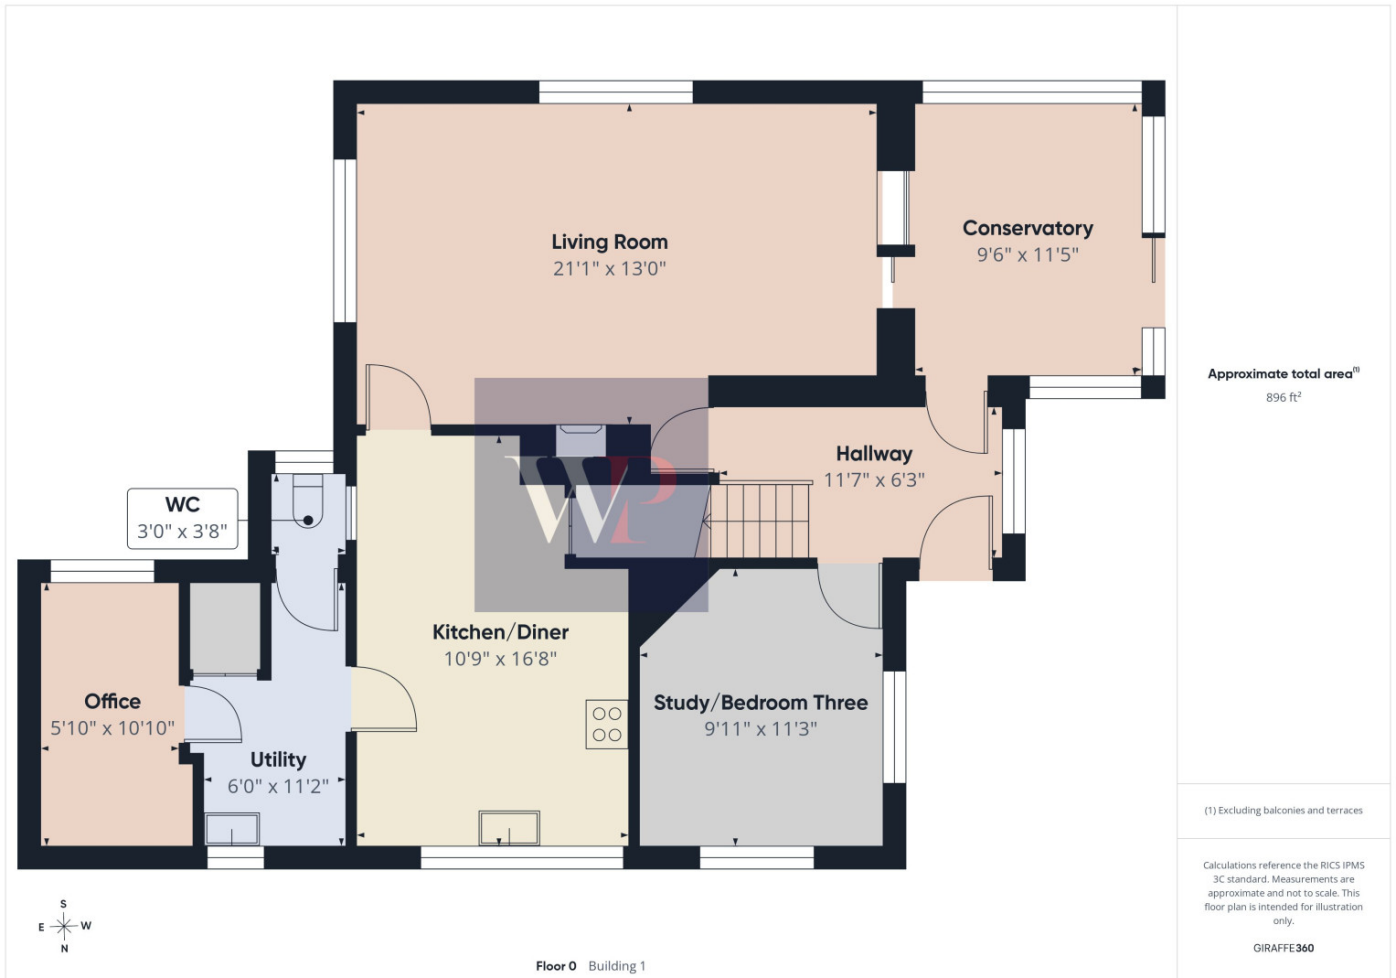 Living Room
21'1" x 13'0"
Conservatory
9'6" x 11'5"
Approximate total area(1)
896 ft²
Hallway
11'7" x 6'3"
WC
3'0" x 3'8"
WP
Kitchen/Diner
10'9" x 16'8"
Office
5'10" x 10'10"
Study/Bedroom Three
9'11" x 11'3"
Utility
6'0" x 11'2"
(1) Excluding balconies and terraces
Calculations reference the RICS IPMS
3C standard. Measurements are
approximate and not to scale. This
floor plan is intended for illustration
only.
GIRAFFE360
S
E W
N
Floor 0 Building 1